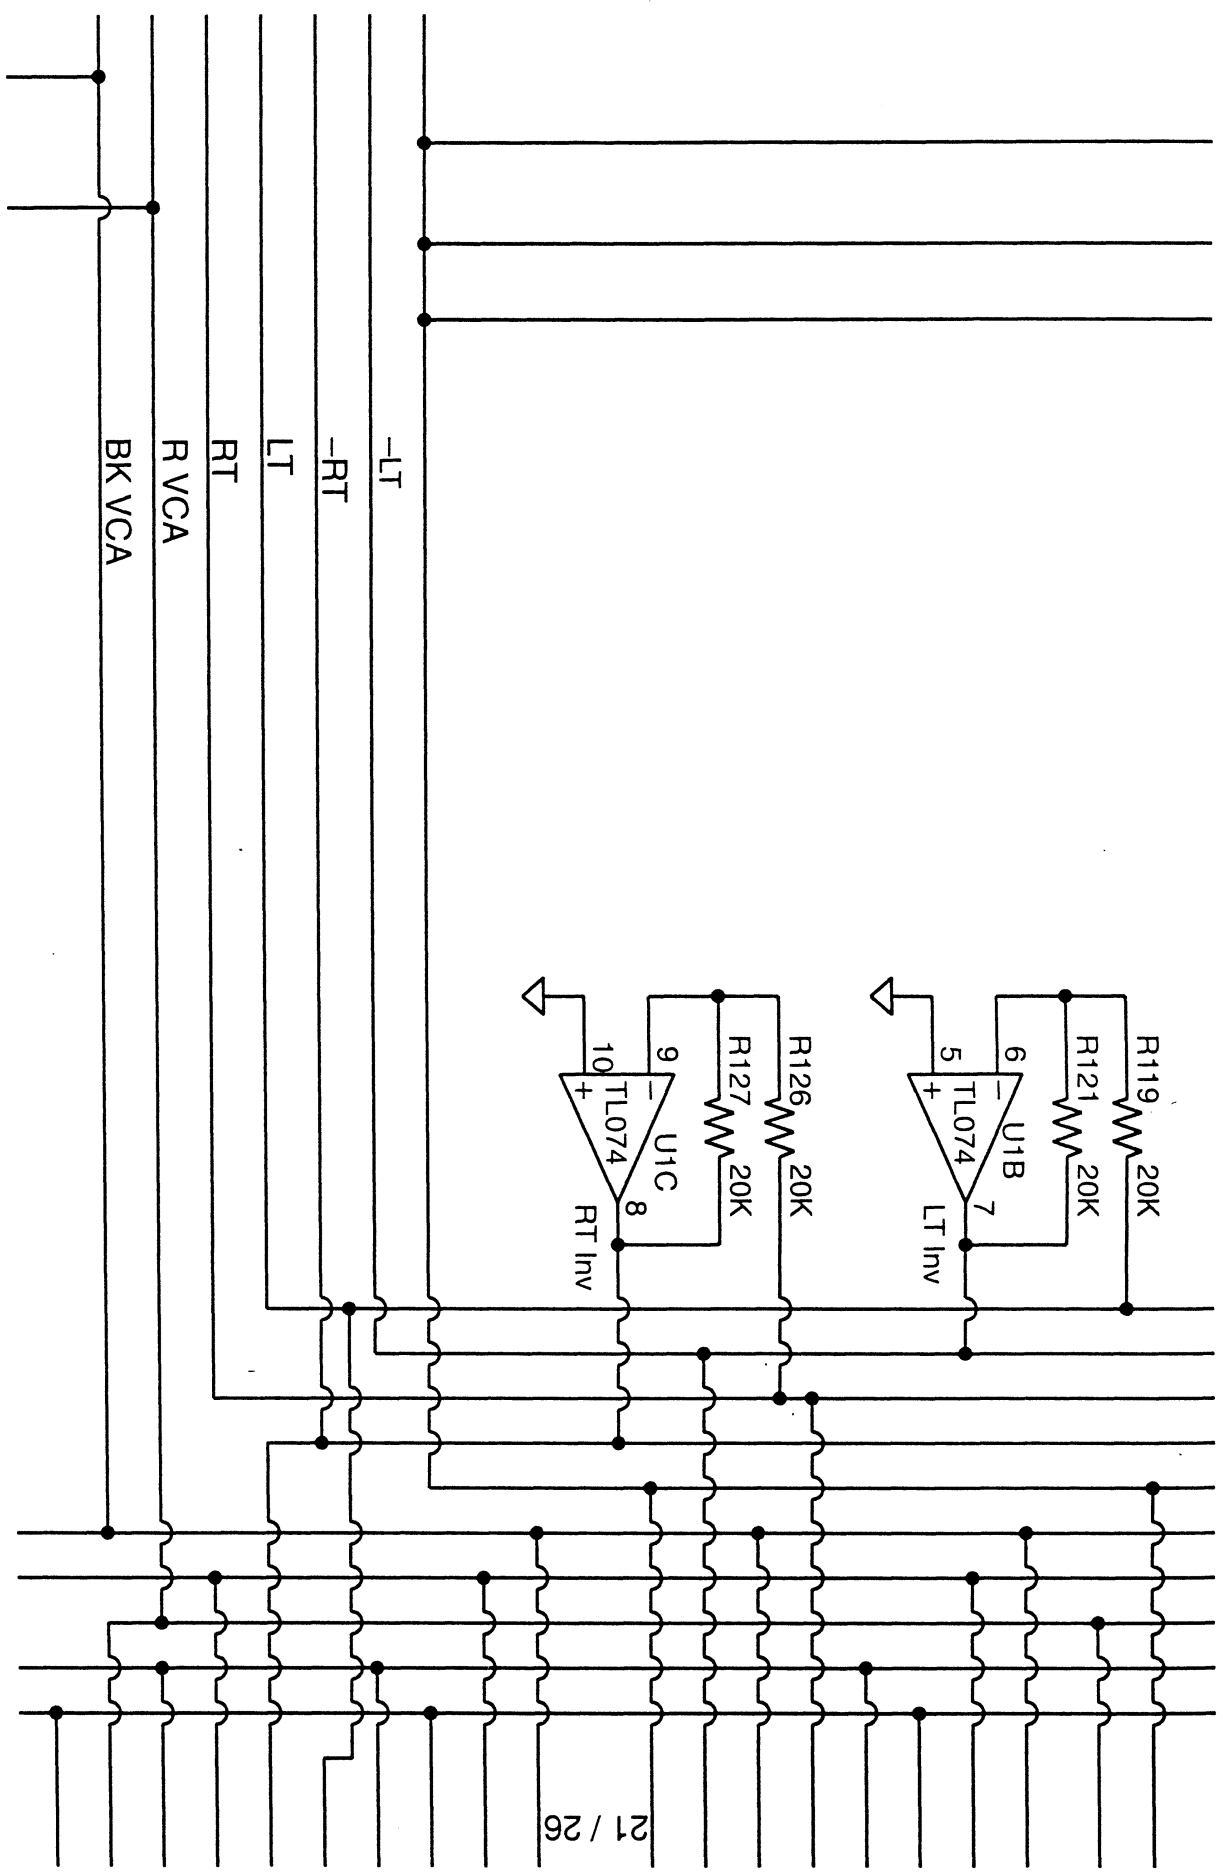 R119 20K
R121 20K
6
5
−
+
TL074
U1B
7
LT Inv
R126 20K
R127 20K
9
10
−
+
TL074
U1C
8
RT Inv
−LT
−RT
LT
RT
R VCA
BK VCA
21 / 26